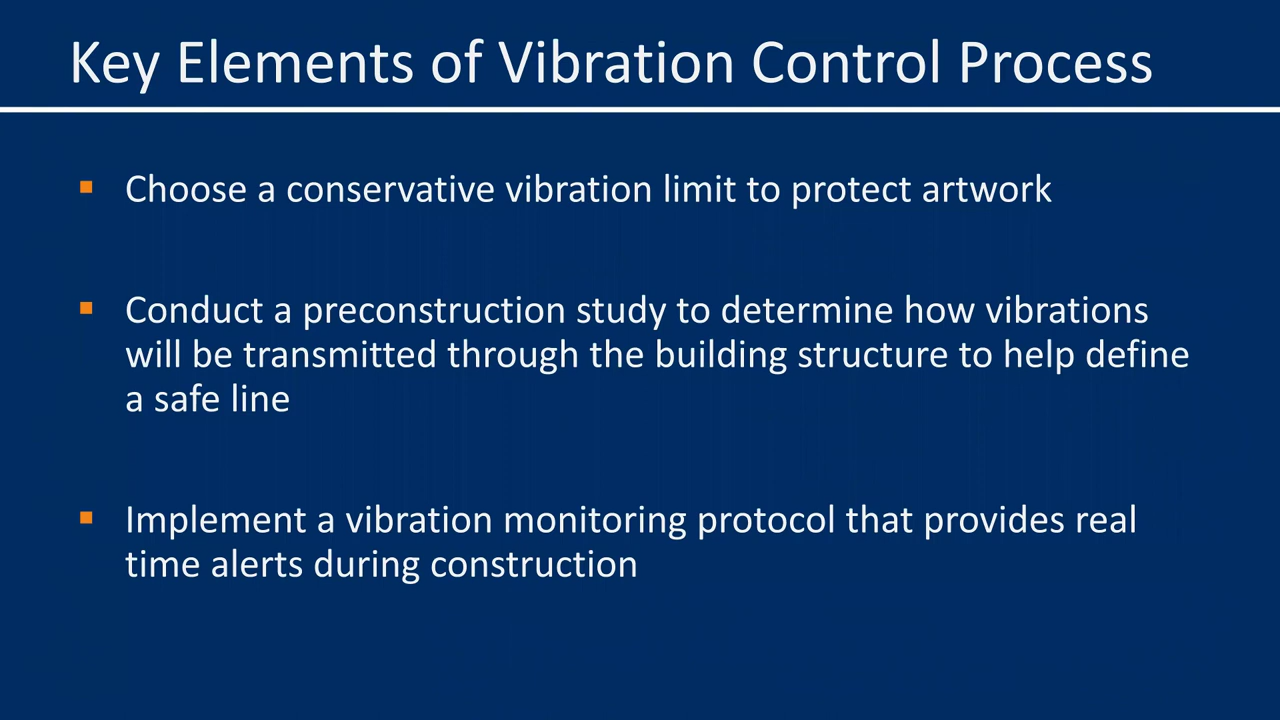 Key Elements of Vibration Control Process
Choose a conservative vibration limit to protect artwork
Conduct a preconstruction study to determine how vibrations
will be transmitted through the building structure to help define
a safe line
Implement a vibration monitoring protocol that provides real
time alerts during construction